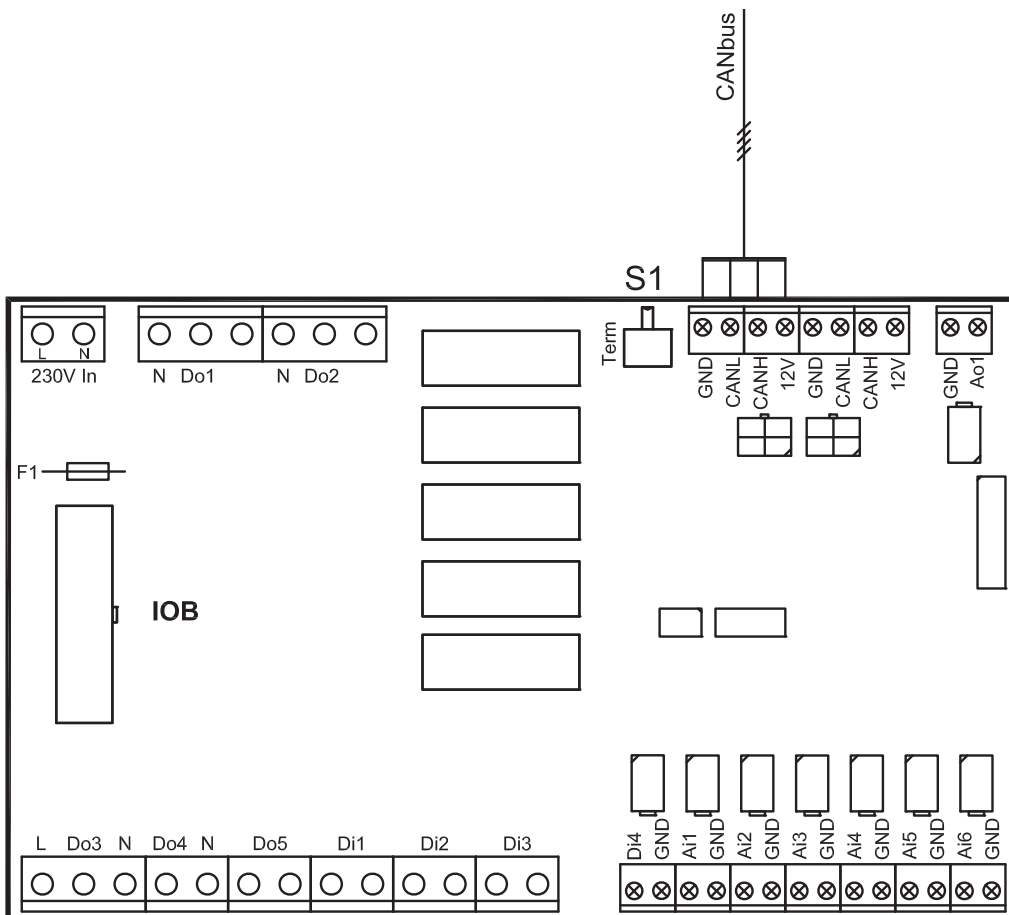 CANbus
S1
Term
L N
230V In
N Do1
N Do2
GND
CANL
CANH
12V
GND
CANL
CANH
12V
GND
Ao1
F1
IOB
L Do3 N Do4 N Do5 Di1 Di2 Di3
Di4
GND
Ai1
GND
Ai2
GND
Ai3
GND
Ai4
GND
Ai5
GND
Ai6
GND